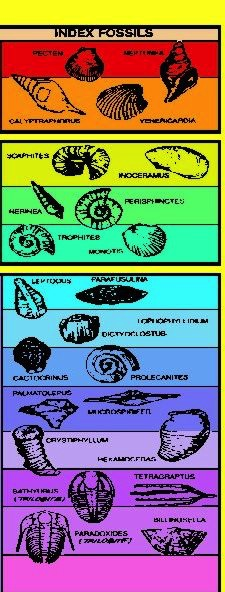 INDEX FOSSILS
PECTEN
NEPTUNEA
CALYPTRAPHORUS
VENERICARDIA
SCAPHITES
INOCERAMUS
PERISPHINCTES
NERINEA
TROPHITES
MONOTIS
LEPTODUS
PARAFUSULINA
LOPHOPHYLLIDIUM
DICTYOCLOSTUS
CACTOCRINUS
PROLECANITES
PALMATOLEPUS
MUCROSPIRIFER
CRYSTIPHYLLUM
HEXAMOCERAS
TETRAGRAPTUS
BATHYURUS
(TRILOBITE)
BILLINGSELLA
PARADOXIDES
(TRILOBITE)